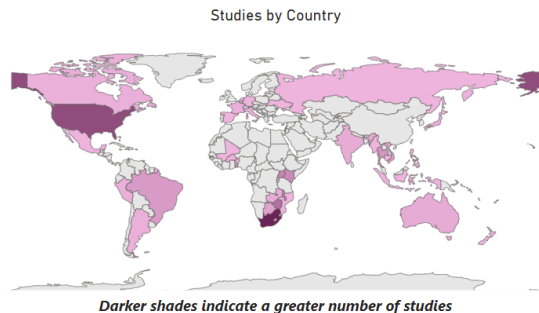 Studies by Country
Darker shades indicate a greater number of studies